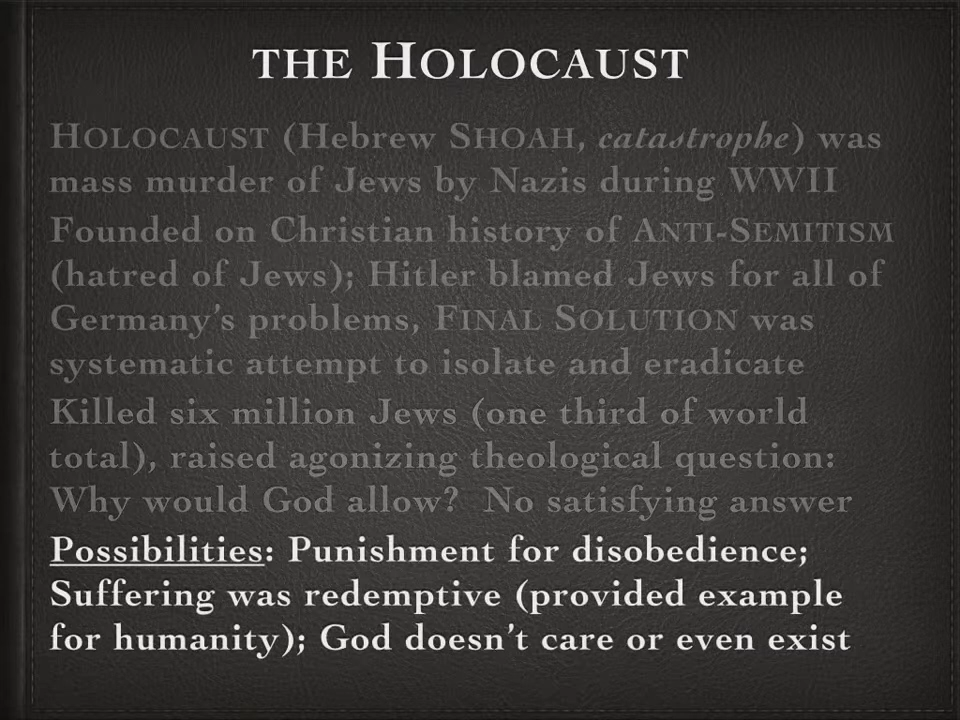 THE HOLOCAUST
HOLOCAUST (Hebrew SHOAH, catastrophe) was
mass murder of Jews by Nazis during WWII
Founded on Christian history of ANTI-SEMITISM
(hatred of Jews); Hitler blamed Jews for all of
Germany's problems, FINAL SOLUTION was
systematic attempt to isolate and eradicate
Killed six million Jews (one third of world
total), raised agonizing theological question:
Why would God allow? No satisfying answer
Possibilities: Punishment for disobedience;
Suffering was redemptive (provided example
for humanity); God doesn't care or even exist